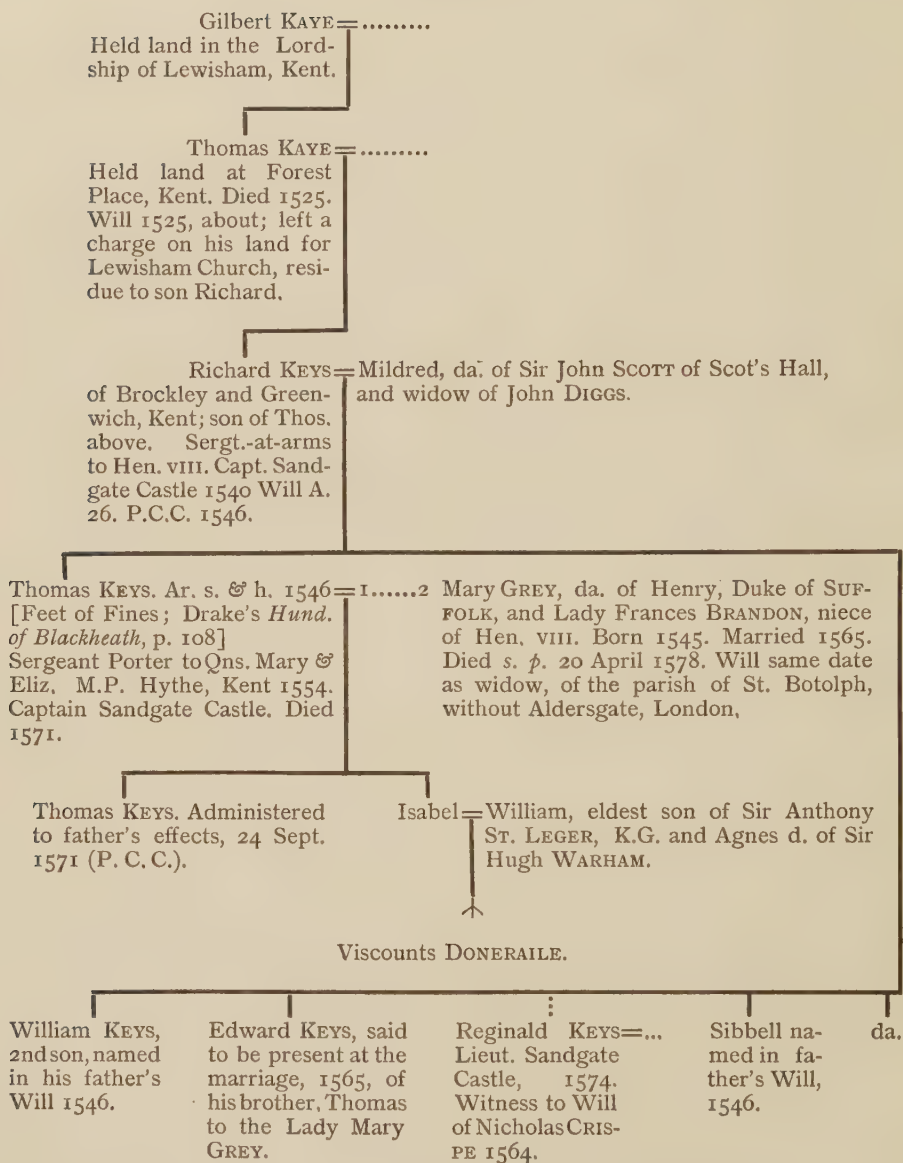 Gilbert KAYE=.........
Held land in the Lord-
ship of Lewisham, Kent.
Thomas KAYE=.........
Held land at Forest
Place, Kent. Died 1525.
Will 1525, about; left a
charge on his land for
Lewisham Church, resi-
due to son Richard.
Richard KEYS=Mildred, da. of Sir John SCOTT of Scot's Hall,
and widow of John DIGGS.
of Brockley and Green-
wich, Kent; son of Thos.
above. Sergt.-at-arms
to Hen. VIII. Capt. Sand-
gate Castle 1540 Will A.
26. P.C.C. 1546.
Thomas KEYS. Ar. s. & h. 1546=1......2
[Feet of Fines; Drake's Hund.
of Blackheath, p. 108]
Sergeant Porter to Qns. Mary &
Eliz. M.P. Hythe, Kent 1554.
Captain Sandgate Castle. Died
1571.
Mary GREY, da. of Henry, Duke of SUF-
FOLK, and Lady Frances BRANDON, niece
of Hen. VIII. Born 1545. Married 1565.
Died s. p. 20 April 1578. Will same date
as widow, of the parish of St. Botolph,
without Aldersgate, London.
Thomas KEYS. Administered
to father's effects, 24 Sept.
1571 (P. C. C.).
Isabel=William, eldest son of Sir Anthony
ST. LEGER, K.G. and Agnes d. of Sir
Hugh WARHAM.
Viscounts DONERAILE.
William KEYS,
2nd son, named
in his father's
Will 1546.
Edward KEYS, said
to be present at the
marriage, 1565, of
his brother, Thomas
to the Lady Mary
GREY.
Reginald KEYS=...
Lieut. Sandgate
Castle, 1574.
Witness to Will
of Nicholas CRIS-
PE 1564.
Sibbell na-
med in fa-
ther's Will,
1546.
da.